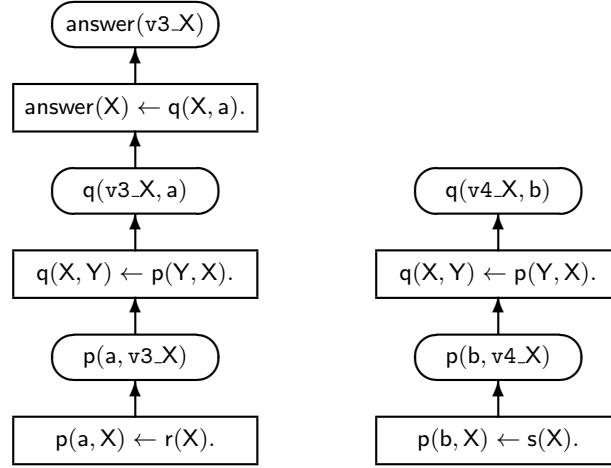 answer(v3_X)
answer(X) ← q(X, a).
q(v3_X, a) q(v4_X, b)
q(X, Y) ← p(Y, X). q(X, Y) ← p(Y, X).
p(a, v3_X) p(b, v4_X)
p(a, X) ← r(X). p(b, X) ← s(X).